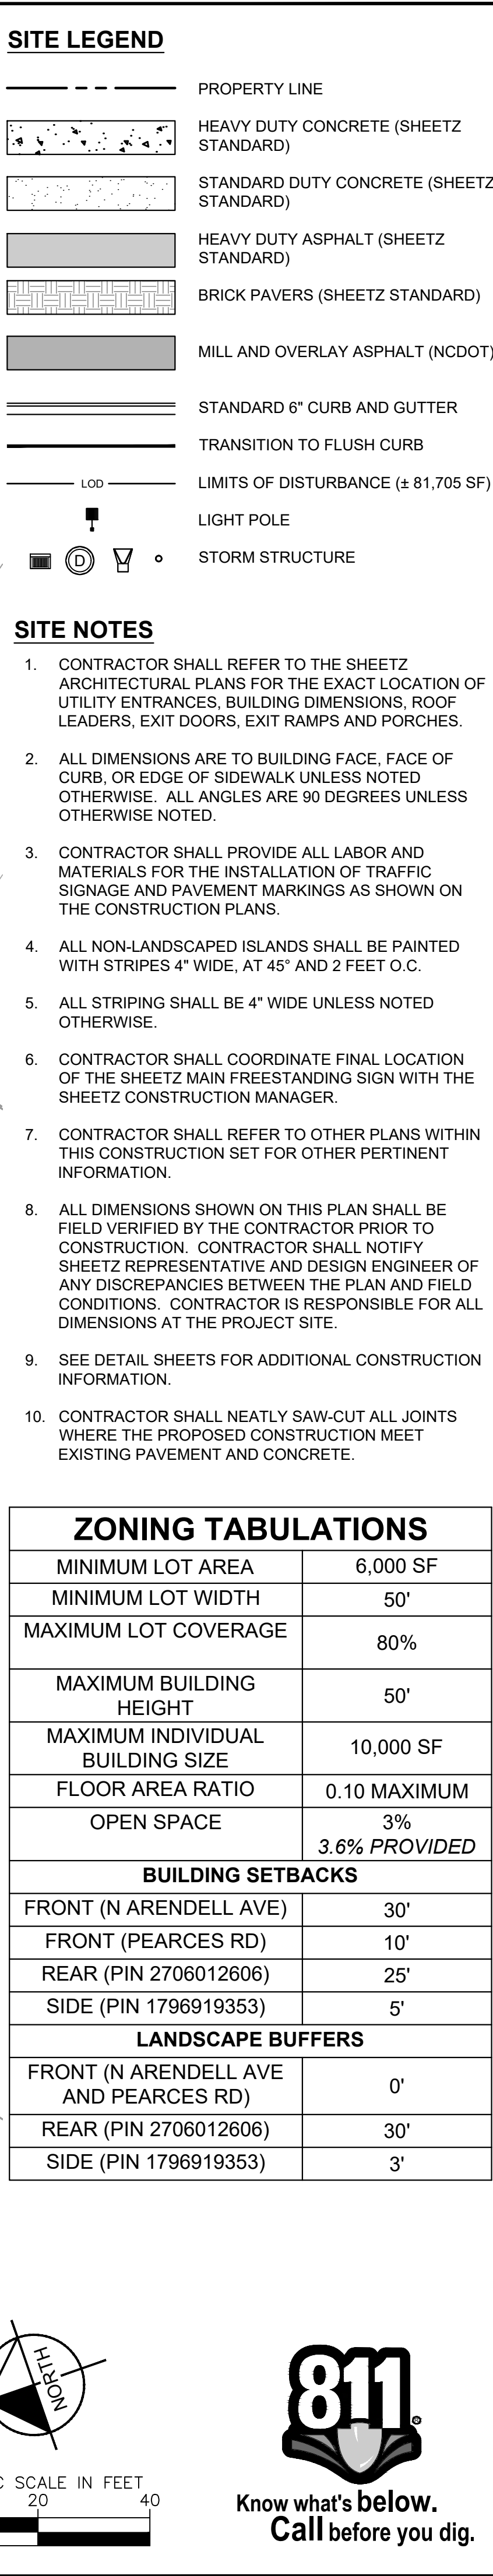 SITE LEGEND
PROPERTY LINE
HEAVY DUTY CONCRETE (SHEETZ
STANDARD)
STANDARD DUTY CONCRETE (SHEETZ
STANDARD)
HEAVY DUTY ASPHALT (SHEETZ
STANDARD)
BRICK PAVERS (SHEETZ STANDARD)
MILL AND OVERLAY ASPHALT (NCDOT)
STANDARD 6" CURB AND GUTTER
TRANSITION TO FLUSH CURB
LOD LIMITS OF DISTURBANCE (± 81,705 SF)
LIGHT POLE
D STORM STRUCTURE
SITE NOTES
1. CONTRACTOR SHALL REFER TO THE SHEETZ
ARCHITECTURAL PLANS FOR THE EXACT LOCATION OF
UTILITY ENTRANCES, BUILDING DIMENSIONS, ROOF
LEADERS, EXIT DOORS, EXIT RAMPS AND PORCHES.
2. ALL DIMENSIONS ARE TO BUILDING FACE, FACE OF
CURB, OR EDGE OF SIDEWALK UNLESS NOTED
OTHERWISE. ALL ANGLES ARE 90 DEGREES UNLESS
OTHERWISE NOTED.
3. CONTRACTOR SHALL PROVIDE ALL LABOR AND
MATERIALS FOR THE INSTALLATION OF TRAFFIC
SIGNAGE AND PAVEMENT MARKINGS AS SHOWN ON
THE CONSTRUCTION PLANS.
4. ALL NON-LANDSCAPED ISLANDS SHALL BE PAINTED
WITH STRIPES 4" WIDE, AT 45° AND 2 FEET O.C.
5. ALL STRIPING SHALL BE 4" WIDE UNLESS NOTED
OTHERWISE.
6. CONTRACTOR SHALL COORDINATE FINAL LOCATION
OF THE SHEETZ MAIN FREESTANDING SIGN WITH THE
SHEETZ CONSTRUCTION MANAGER.
7. CONTRACTOR SHALL REFER TO OTHER PLANS WITHIN
THIS CONSTRUCTION SET FOR OTHER PERTINENT
INFORMATION.
8. ALL DIMENSIONS SHOWN ON THIS PLAN SHALL BE
FIELD VERIFIED BY THE CONTRACTOR PRIOR TO
CONSTRUCTION. CONTRACTOR SHALL NOTIFY
SHEETZ REPRESENTATIVE AND DESIGN ENGINEER OF
ANY DISCREPANCIES BETWEEN THE PLAN AND FIELD
CONDITIONS. CONTRACTOR IS RESPONSIBLE FOR ALL
DIMENSIONS AT THE PROJECT SITE.
9. SEE DETAIL SHEETS FOR ADDITIONAL CONSTRUCTION
INFORMATION.
10. CONTRACTOR SHALL NEATLY SAW-CUT ALL JOINTS
WHERE THE PROPOSED CONSTRUCTION MEET
EXISTING PAVEMENT AND CONCRETE.
ZONING TABULATIONS
MINIMUM LOT AREA 6,000 SF
MINIMUM LOT WIDTH 50'
MAXIMUM LOT COVERAGE 80%
MAXIMUM BUILDING
HEIGHT 50'
MAXIMUM INDIVIDUAL
BUILDING SIZE 10,000 SF
FLOOR AREA RATIO 0.10 MAXIMUM
OPEN SPACE 3%
3.6% PROVIDED
BUILDING SETBACKS
FRONT (N ARENDELL AVE) 30'
FRONT (PEARCES RD) 10'
REAR (PIN 2706012606) 25'
SIDE (PIN 1796919353) 5'
LANDSCAPE BUFFERS
FRONT (N ARENDELL AVE
AND PEARCES RD) 0'
REAR (PIN 2706012606) 30'
SIDE (PIN 1796919353) 3'
NORTH
SCALE IN FEET
20 40
811
Know what's below.
Call before you dig.